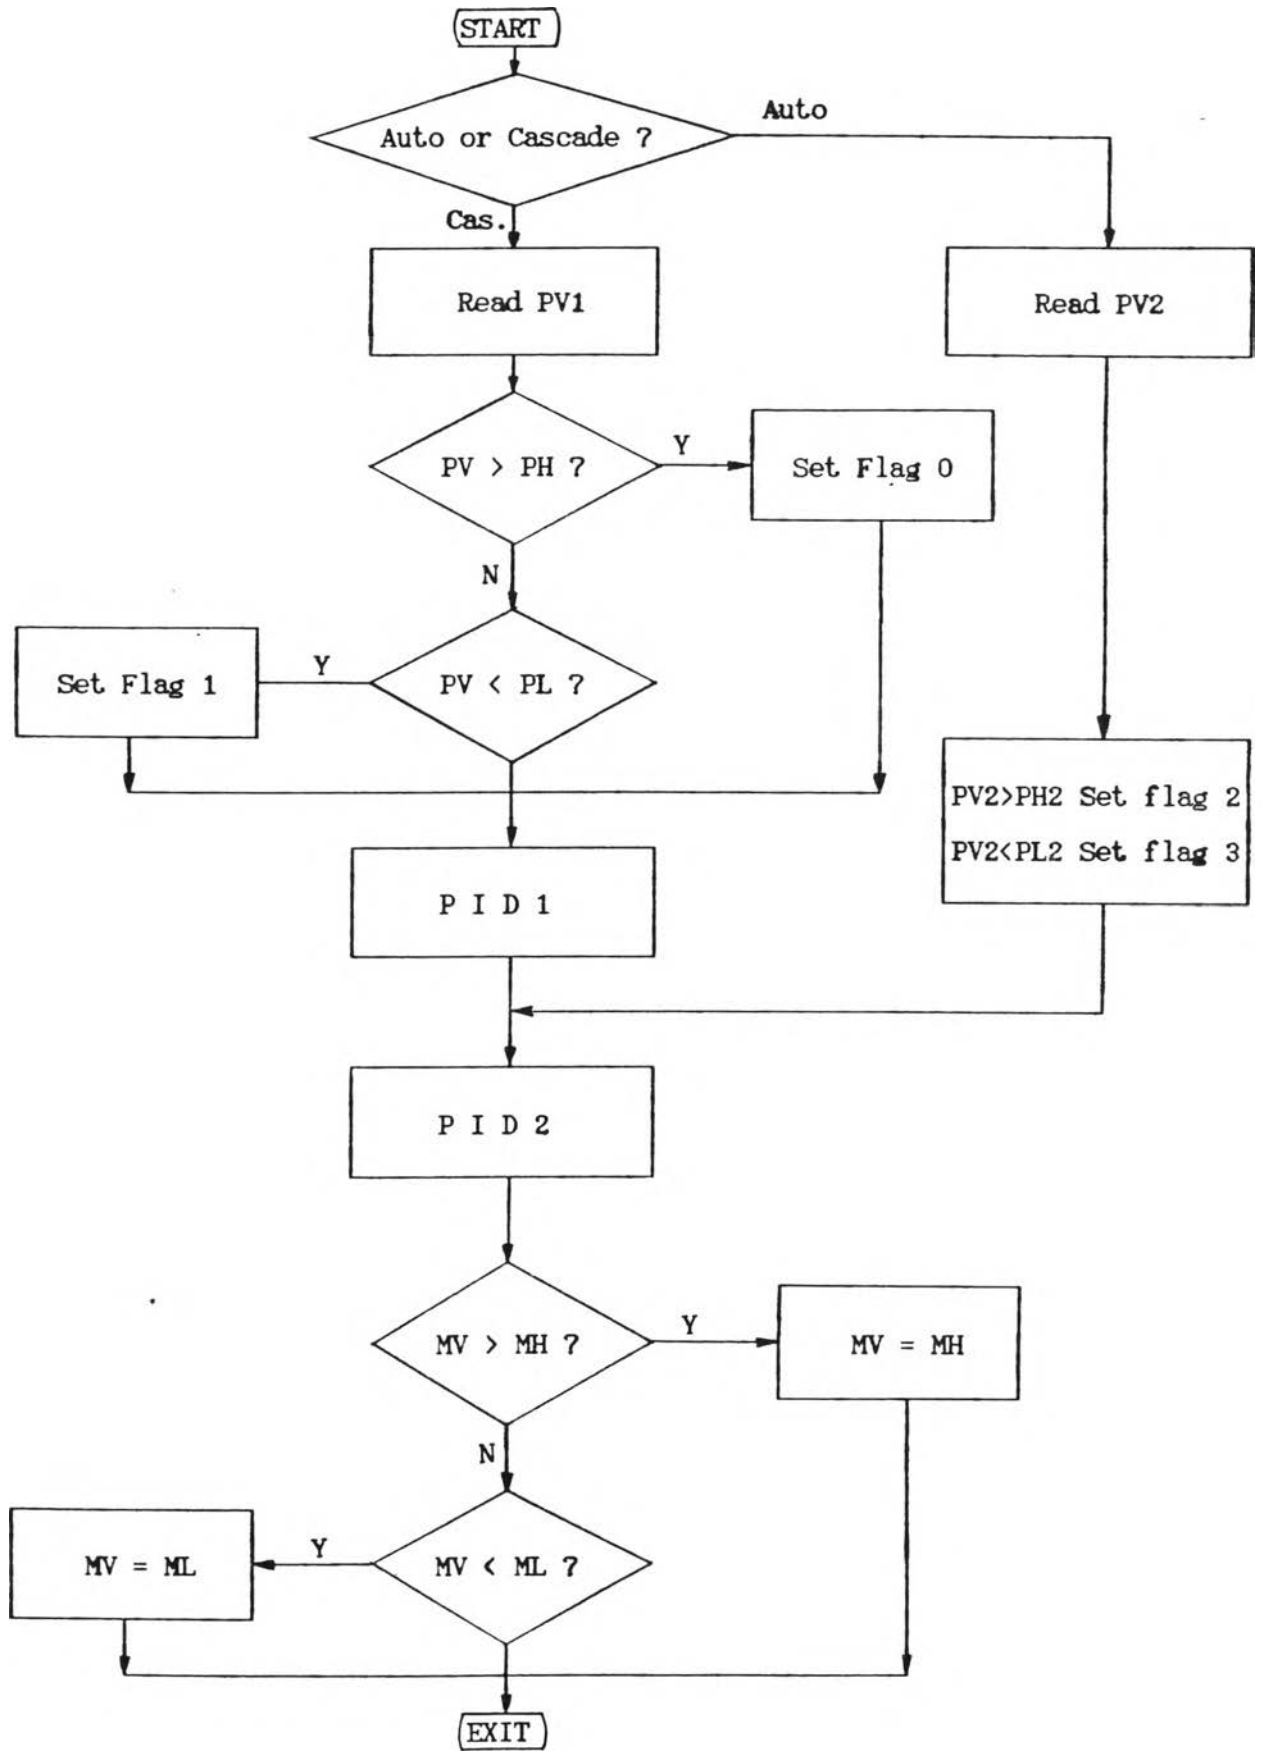 START
Auto or Cascade ?
Auto
Cas.
Read PV1
Read PV2
PV > PH ?
Y
Set Flag 0
N
Set Flag 1
Y
PV < PL ?
PV2>PH2 Set flag 2
PV2<PL2 Set flag 3
P I D 1
P I D 2
MV > MH ?
Y
MV = MH
N
MV = ML
Y
MV < ML ?
EXIT